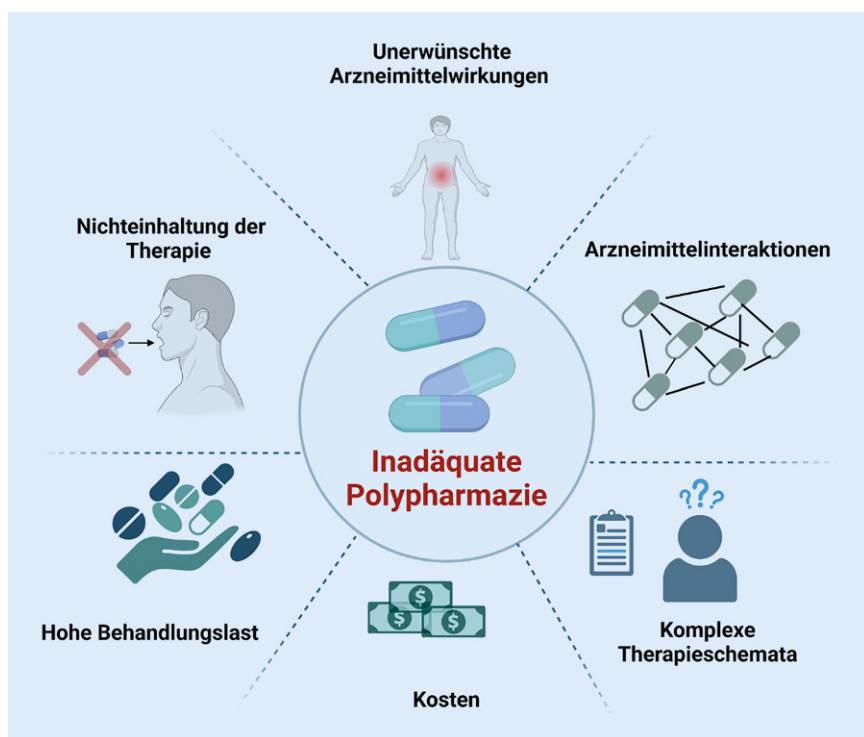 Unerwünschte
Arzneimittelwirkungen
Nichteinhaltung der
Therapie
Arzneimittelinteraktionen
Inadäquate
Polypharmazie
???
Hohe Behandlungslast
$
$
$
Komplexe
Therapieschemata
Kosten